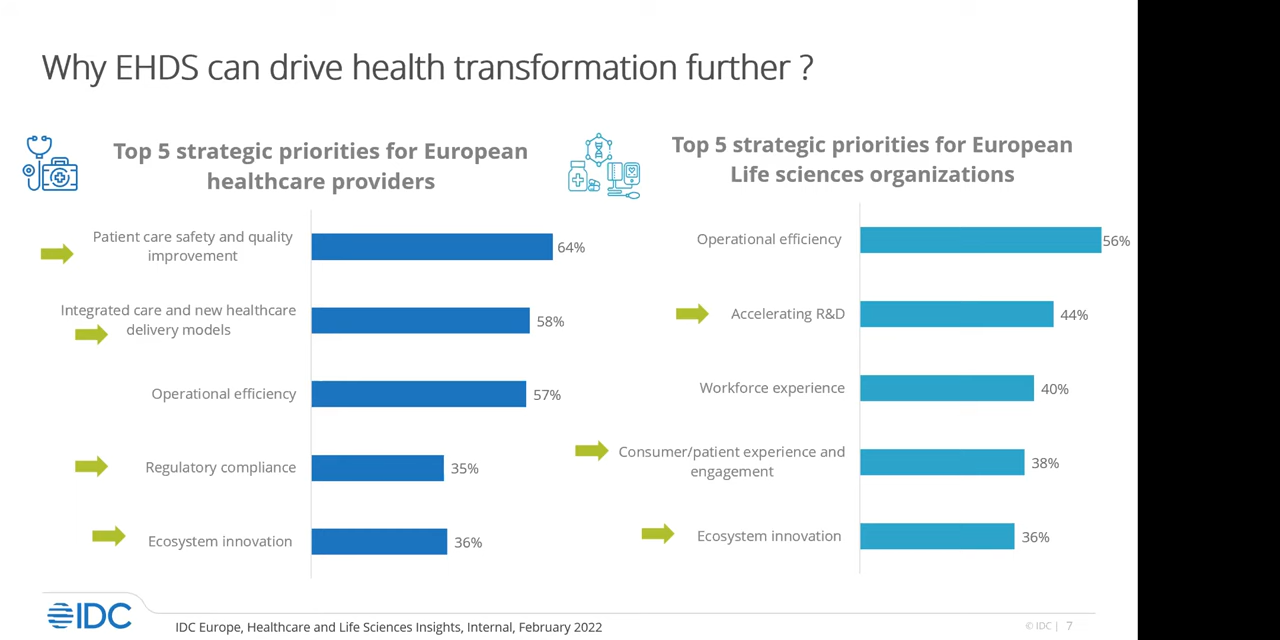 Why EHDS can drive health transformation further ?
Top 5 strategic priorities for European
healthcare providers
Patient care safety and quality
improvement
64%
Integrated care and new healthcare
delivery models
58%
Operational efficiency
57%
Regulatory compliance
35%
Ecosystem innovation
36%
Top 5 strategic priorities for European
Life sciences organizations
Operational efficiency
56%
Accelerating R&D
44%
Workforce experience
40%
Consumer/patient experience and
engagement
38%
Ecosystem innovation
36%
IDC
IDC Europe, Healthcare and Life Sciences Insights, Internal, February 2022
© IDC | 7